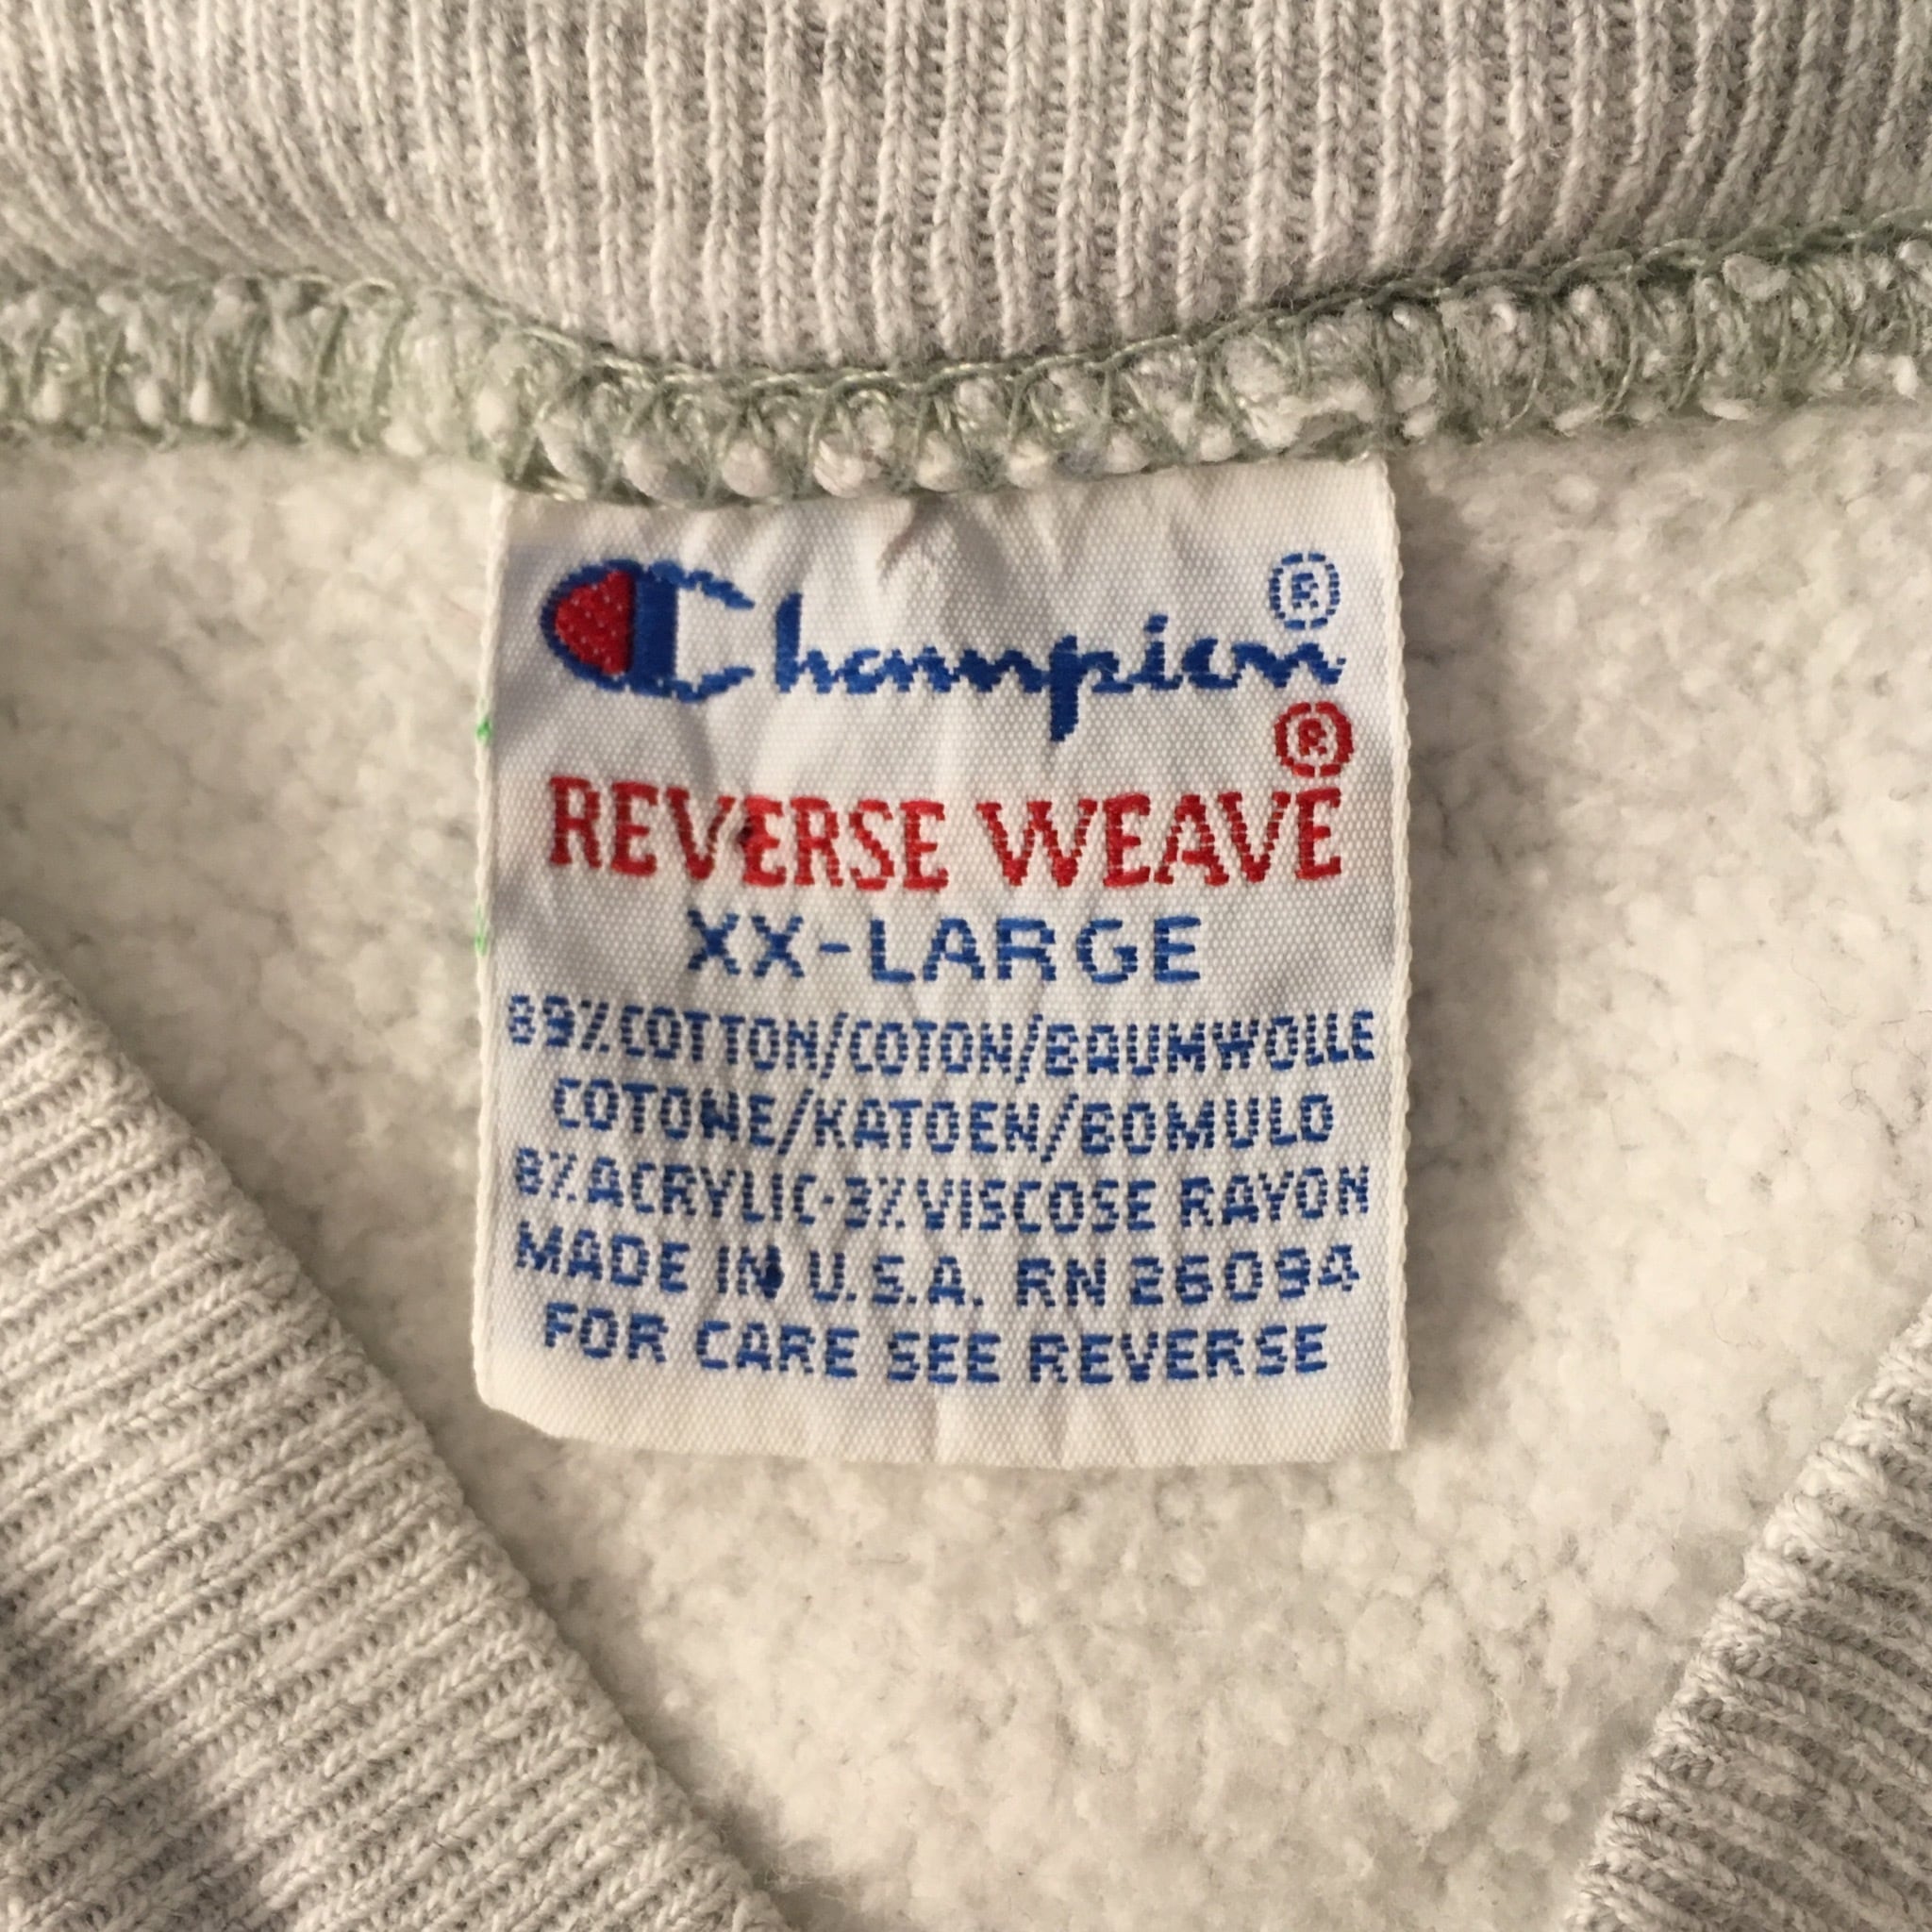 Champion®
REVERSE WEAVE®
XX-LARGE
89%COTTON/COTON/BAUMWOLLE
COTONE/KATOEN/BOMULD
8%ACRYLIC·3%VISCOSE RAYON
MADE IN U.S.A. RN 26094
FOR CARE SEE REVERSE